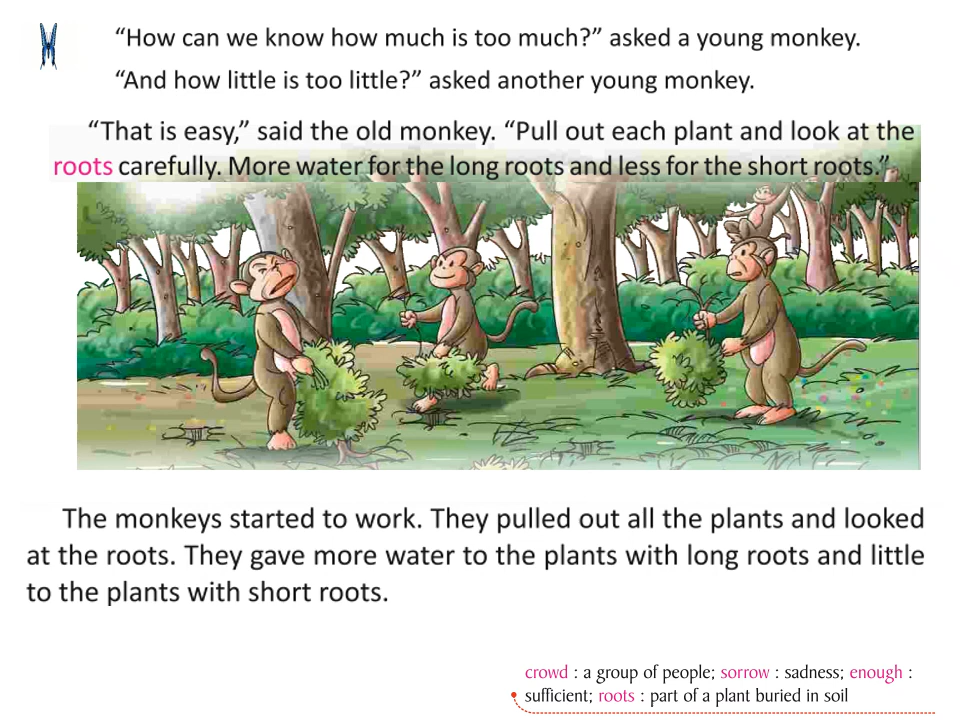 “How can we know how much is too much?” asked a young monkey.
“And how little is too little?” asked another young monkey.
“That is easy,” said the old monkey. “Pull out each plant and look at the
roots carefully. More water for the long roots and less for the short roots.”
The monkeys started to work. They pulled out all the plants and looked
at the roots. They gave more water to the plants with long roots and little
to the plants with short roots.
crowd : a group of people; sorrow : sadness; enough :
sufficient; roots : part of a plant buried in soil